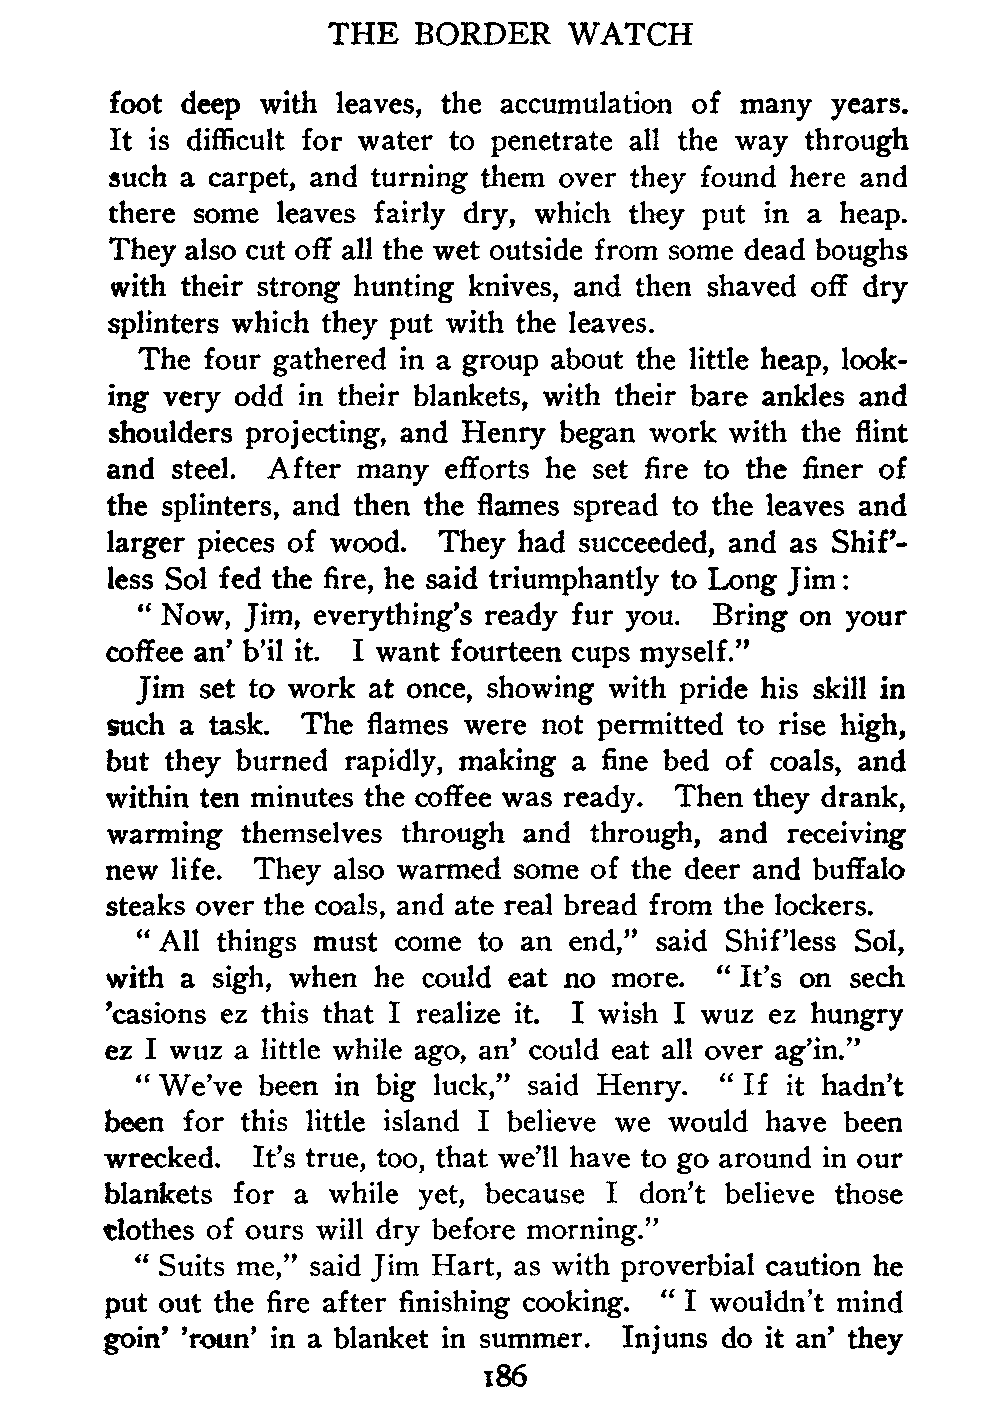 THE BORDER WATCH
foot deep with leaves, the accumulation of many years.
It is difficult for water to penetrate all the way through
such a carpet, and turning them over they found here and
there some leaves fairly dry, which they put in a heap.
They also cut off all the wet outside from some dead boughs
with their strong hunting knives, and then shaved off dry
splinters which they put with the leaves.
The four gathered in a group about the little heap, look-
ing very odd in their blankets, with their bare ankles and
shoulders projecting, and Henry began work with the flint
and steel. After many efforts he set fire to the finer of
the splinters, and then the flames spread to the leaves and
larger pieces of wood. They had succeeded, and as Shif'-
less Sol fed the fire, he said triumphantly to Long Jim:
“ Now, Jim, everything's ready fur you. Bring on your
coffee an' b'il it. I want fourteen cups myself.”
Jim set to work at once, showing with pride his skill in
such a task. The flames were not permitted to rise high,
but they burned rapidly, making a fine bed of coals, and
within ten minutes the coffee was ready. Then they drank,
warming themselves through and through, and receiving
new life. They also warmed some of the deer and buffalo
steaks over the coals, and ate real bread from the lockers.
“ All things must come to an end,” said Shif'less Sol,
with a sigh, when he could eat no more. “ It's on sech
'casions ez this that I realize it. I wish I wuz ez hungry
ez I wuz a little while ago, an' could eat all over ag'in.”
“ We've been in big luck,” said Henry. “ If it hadn't
been for this little island I believe we would have been
wrecked. It's true, too, that we'll have to go around in our
blankets for a while yet, because I don't believe those
clothes of ours will dry before morning.”
“ Suits me,” said Jim Hart, as with proverbial caution he
put out the fire after finishing cooking. “ I wouldn't mind
goin' 'roun' in a blanket in summer. Injuns do it an' they
186